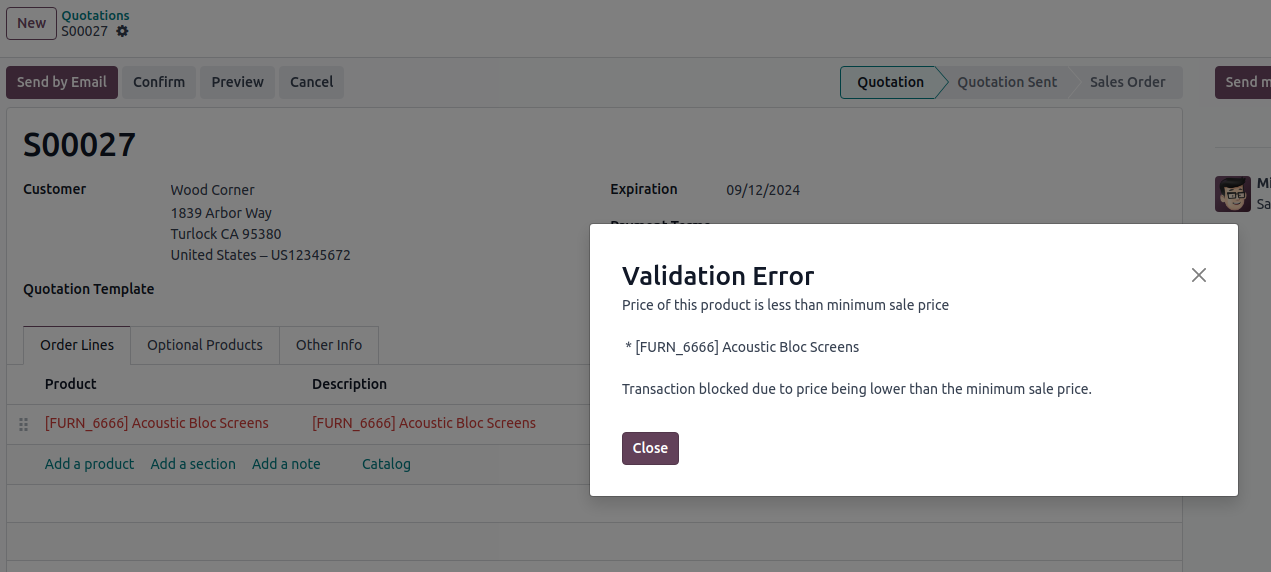 New
Quotations
S00027
Send by Email
Confirm
Preview
Cancel
Quotation
Quotation Sent
Sales Order
Send m
S00027
Customer
Wood Corner
1839 Arbor Way
Turlock CA 95380
United States – US12345672
Expiration
09/12/2024
Payment Terms
Mi
Sa
Quotation Template
Order Lines
Optional Products
Other Info
Product
Description
[FURN_6666] Acoustic Bloc Screens
[FURN_6666] Acoustic Bloc Screens
Add a product
Add a section
Add a note
Catalog
Validation Error
Price of this product is less than minimum sale price
* [FURN_6666] Acoustic Bloc Screens
Transaction blocked due to price being lower than the minimum sale price.
Close